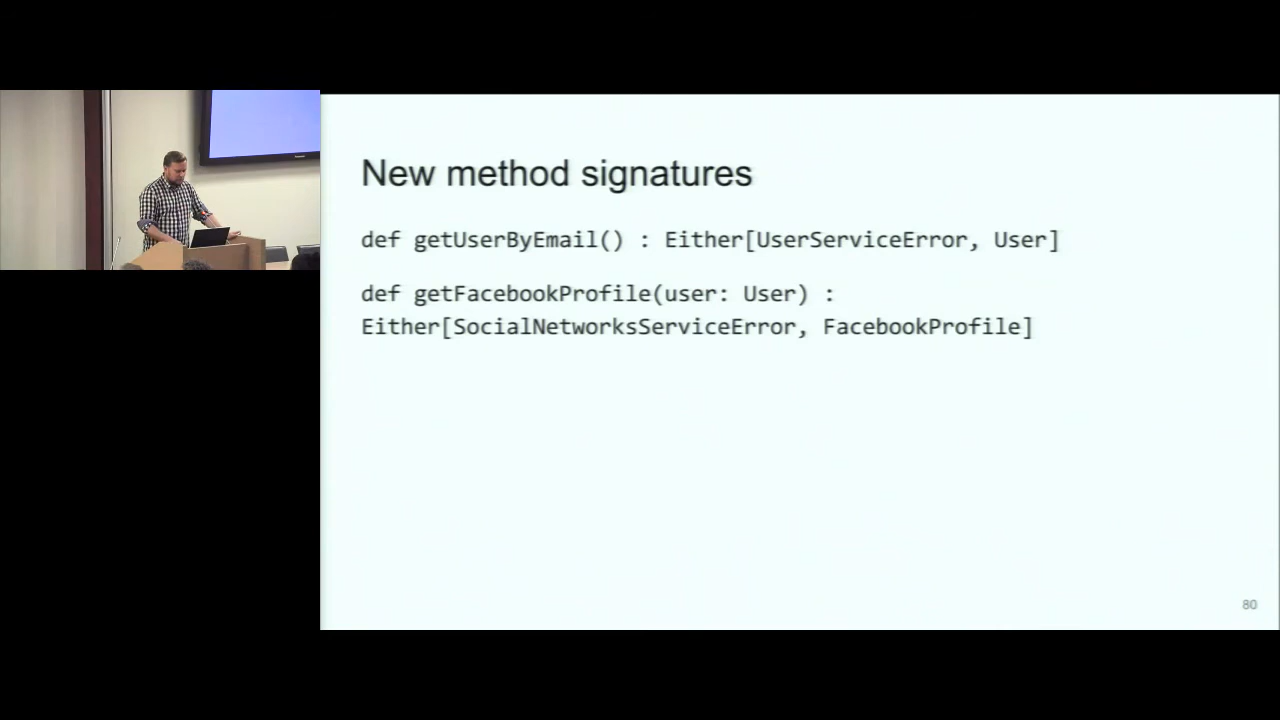 New method signatures
def getUserByEmail() : Either[UserServiceError, User]
def getFacebookProfile(user: User) :
Either[SocialNetworksServiceError, FacebookProfile]
80